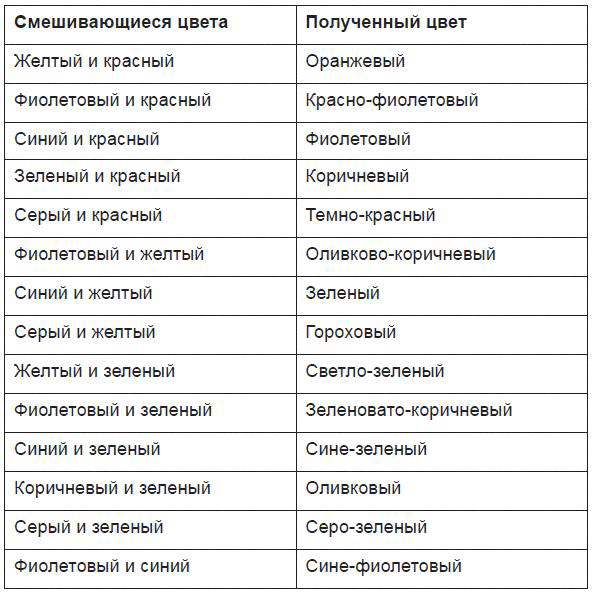 Смешивающиеся цвета Полученный цвет
Желтый и красный Оранжевый
Фиолетовый и красный Красно-фиолетовый
Синий и красный Фиолетовый
Зеленый и красный Коричневый
Серый и красный Темно-красный
Фиолетовый и желтый Оливково-коричневый
Синий и желтый Зеленый
Серый и желтый Гороховый
Желтый и зеленый Светло-зеленый
Фиолетовый и зеленый Зеленовато-коричневый
Синий и зеленый Сине-зеленый
Коричневый и зеленый Оливковый
Серый и зеленый Серо-зеленый
Фиолетовый и синий Сине-фиолетовый